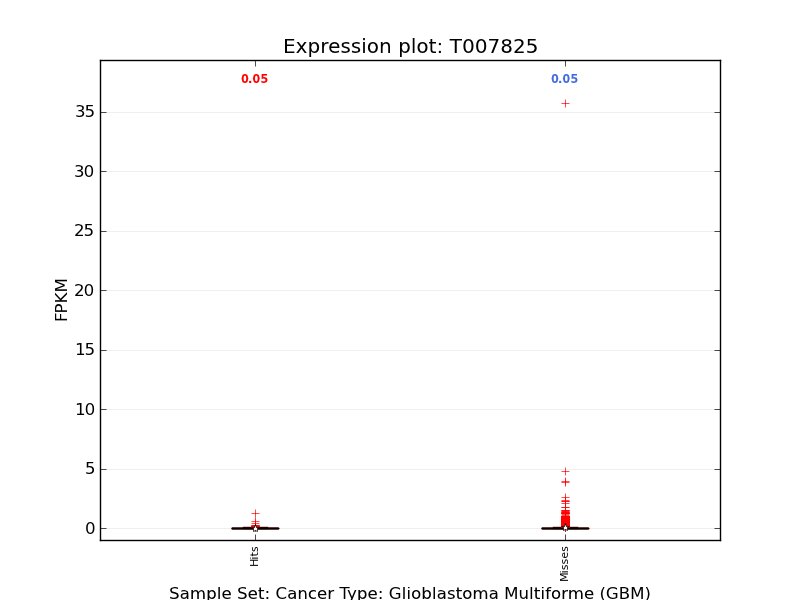 Expression plot: T007825
0.05 0.05
35
30
25
20
15
10
5
0
FPKM
Hits Misses
Sample Set: Cancer Type: Glioblastoma Multiforme (GBM)